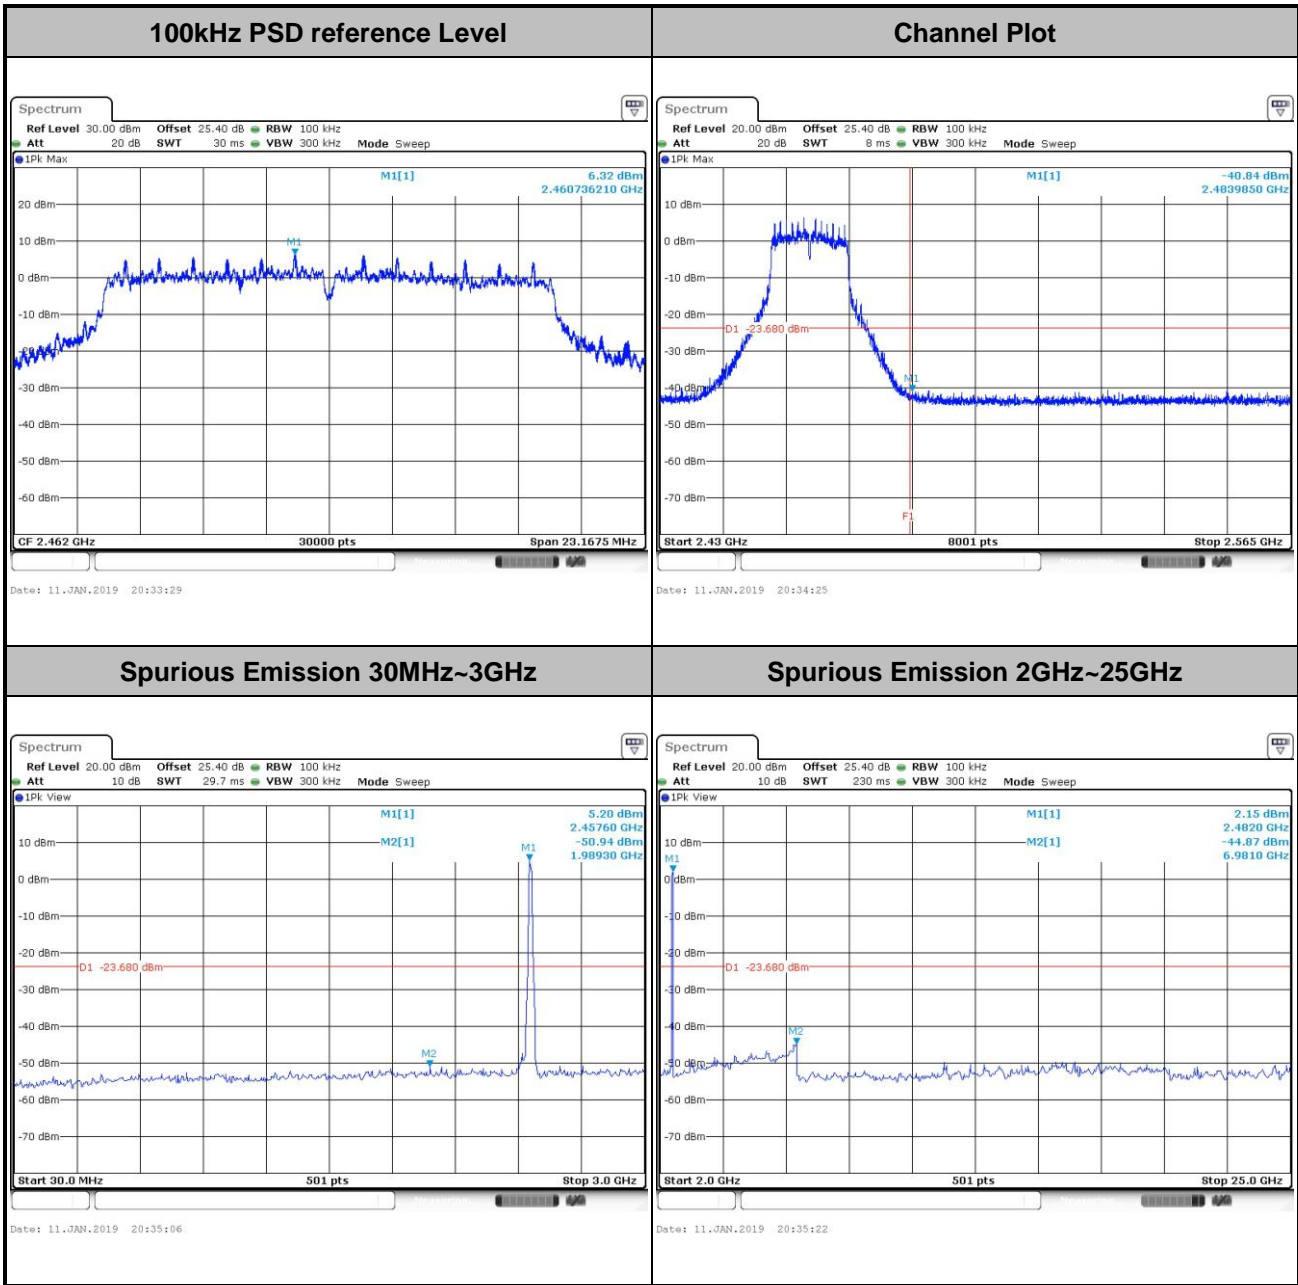 100kHz PSD reference Level
Channel Plot
Spectrum
Ref Level 30.00 dBm Offset 25.40 dB RBW 100 kHz
Att 20 dB SWT 30 ms VBW 300 kHz Mode Sweep
1Pk Max
M1[1] 6.32 dBm
2.460736210 GHz
20 dBm
10 dBm
M1
0 dBm
-10 dBm
-20 dBm
-30 dBm
-40 dBm
-50 dBm
-60 dBm
CF 2.462 GHz 30000 pts Span 23.1675 MHz
Measuring...
Date: 11.JAN.2019 20:33:29
Spectrum
Ref Level 20.00 dBm Offset 25.40 dB RBW 100 kHz
Att 20 dB SWT 8 ms VBW 300 kHz Mode Sweep
1Pk Max
M1[1] -40.84 dBm
2.4839850 GHz
10 dBm
0 dBm
-10 dBm
-20 dBm
D1 -23.680 dBm
-30 dBm
M1
-40 dBm
-50 dBm
-60 dBm
-70 dBm
F1
Start 2.43 GHz 8001 pts Stop 2.565 GHz
Measuring...
Date: 11.JAN.2019 20:34:25
Spurious Emission 30MHz~3GHz
Spurious Emission 2GHz~25GHz
Spectrum
Ref Level 20.00 dBm Offset 25.40 dB RBW 100 kHz
Att 10 dB SWT 29.7 ms VBW 300 kHz Mode Sweep
1Pk View
M1[1] 5.20 dBm
2.45760 GHz
M2[1] -50.94 dBm
1.98930 GHz
10 dBm
M1
0 dBm
-10 dBm
-20 dBm
D1 -23.680 dBm
-30 dBm
-40 dBm
M2
-50 dBm
-60 dBm
-70 dBm
Start 30.0 MHz 501 pts Stop 3.0 GHz
Measuring...
Date: 11.JAN.2019 20:35:06
Spectrum
Ref Level 20.00 dBm Offset 25.40 dB RBW 100 kHz
Att 10 dB SWT 230 ms VBW 300 kHz Mode Sweep
1Pk View
M1[1] 2.15 dBm
2.4820 GHz
M2[1] -44.87 dBm
6.9810 GHz
10 dBm
M1
0 dBm
-10 dBm
-20 dBm
D1 -23.680 dBm
-30 dBm
-40 dBm
M2
-50 dBm
-60 dBm
-70 dBm
Start 2.0 GHz 501 pts Stop 25.0 GHz
Measuring...
Date: 11.JAN.2019 20:35:22